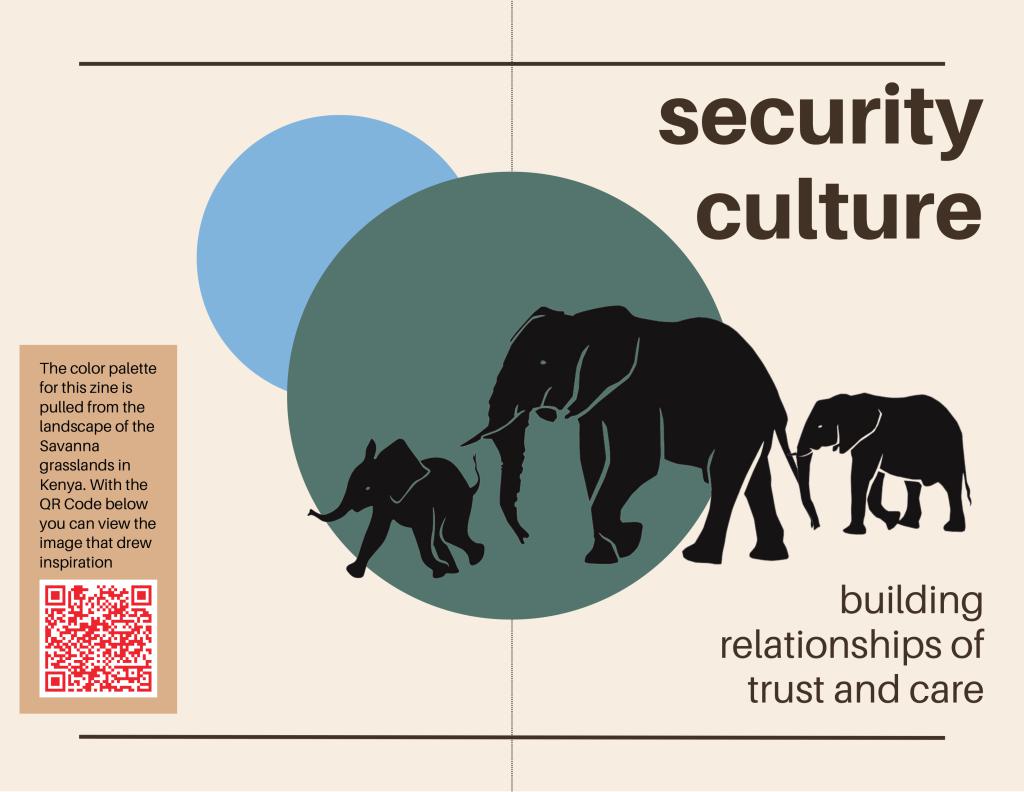 security
culture
The color palette
for this zine is
pulled from the
landscape of the
Savanna
grasslands in
Kenya. With the
QR Code below
you can view the
image that drew
inspiration
building
relationships of
trust and care